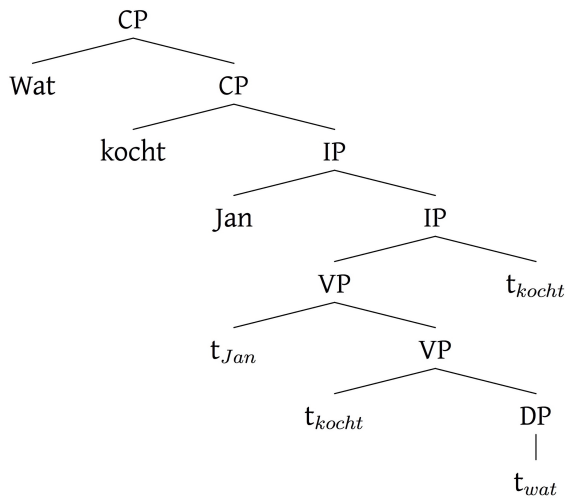 CP
Wat CP
kocht IP
Jan IP
VP t_kocht
t_Jan VP
t_kocht DP
t_wat